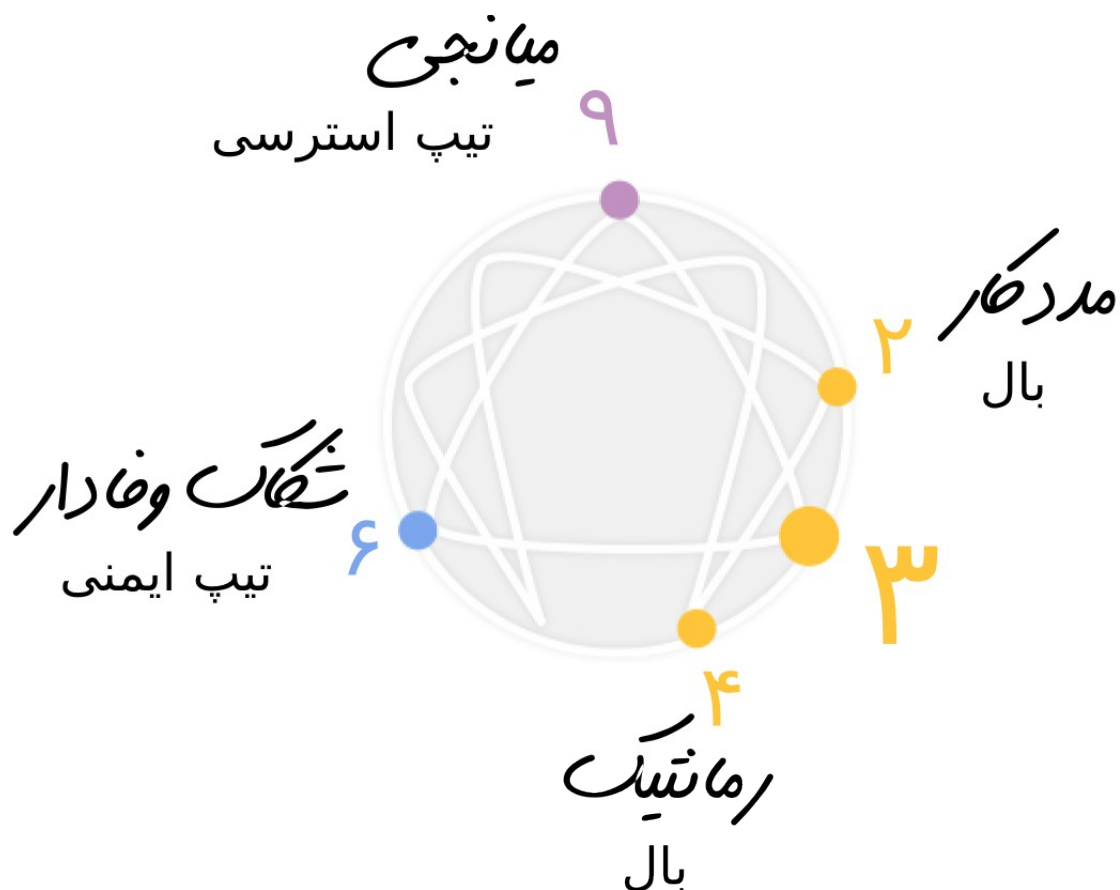 میانجی
۹
تیپ استرسی
مددکار
۲
بال
شکاک وفادار
۶
تیپ ایمنی
۳
۴
رمانتیک
بال